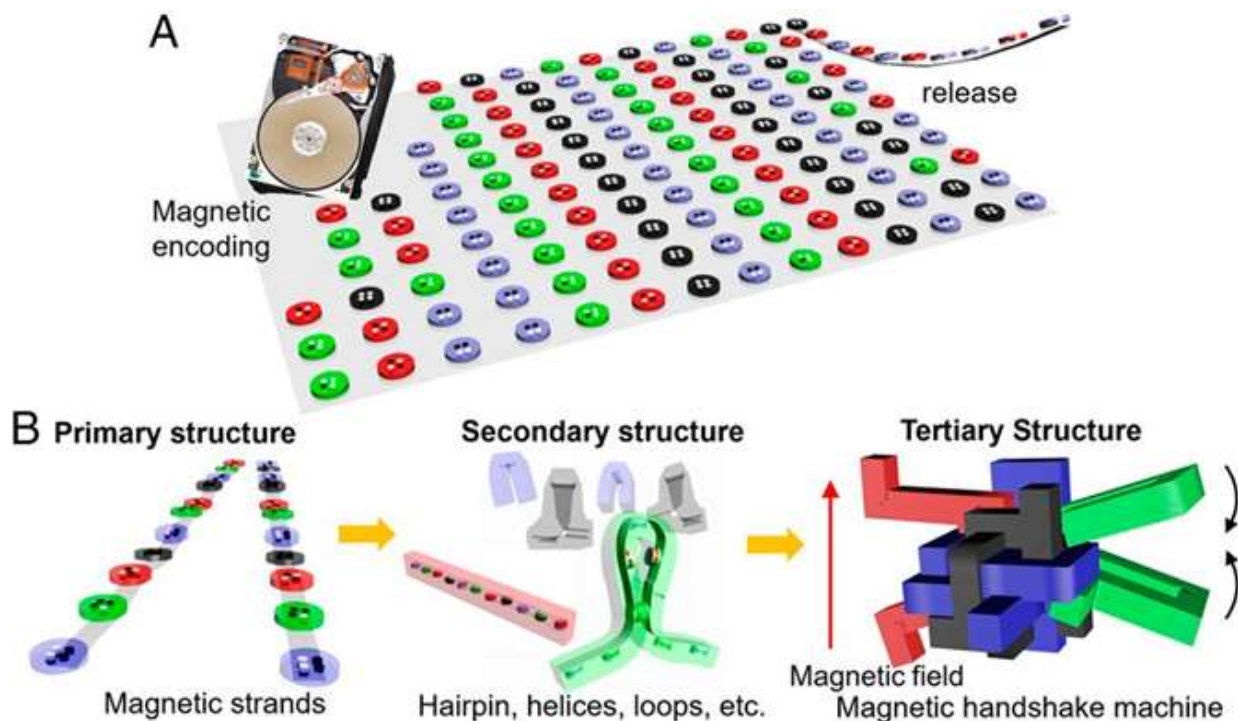 A
release
Magnetic
encoding
B
Primary structure
Secondary structure
Tertiary Structure
Magnetic strands
Hairpin, helices, loops, etc.
Magnetic field
Magnetic handshake machine